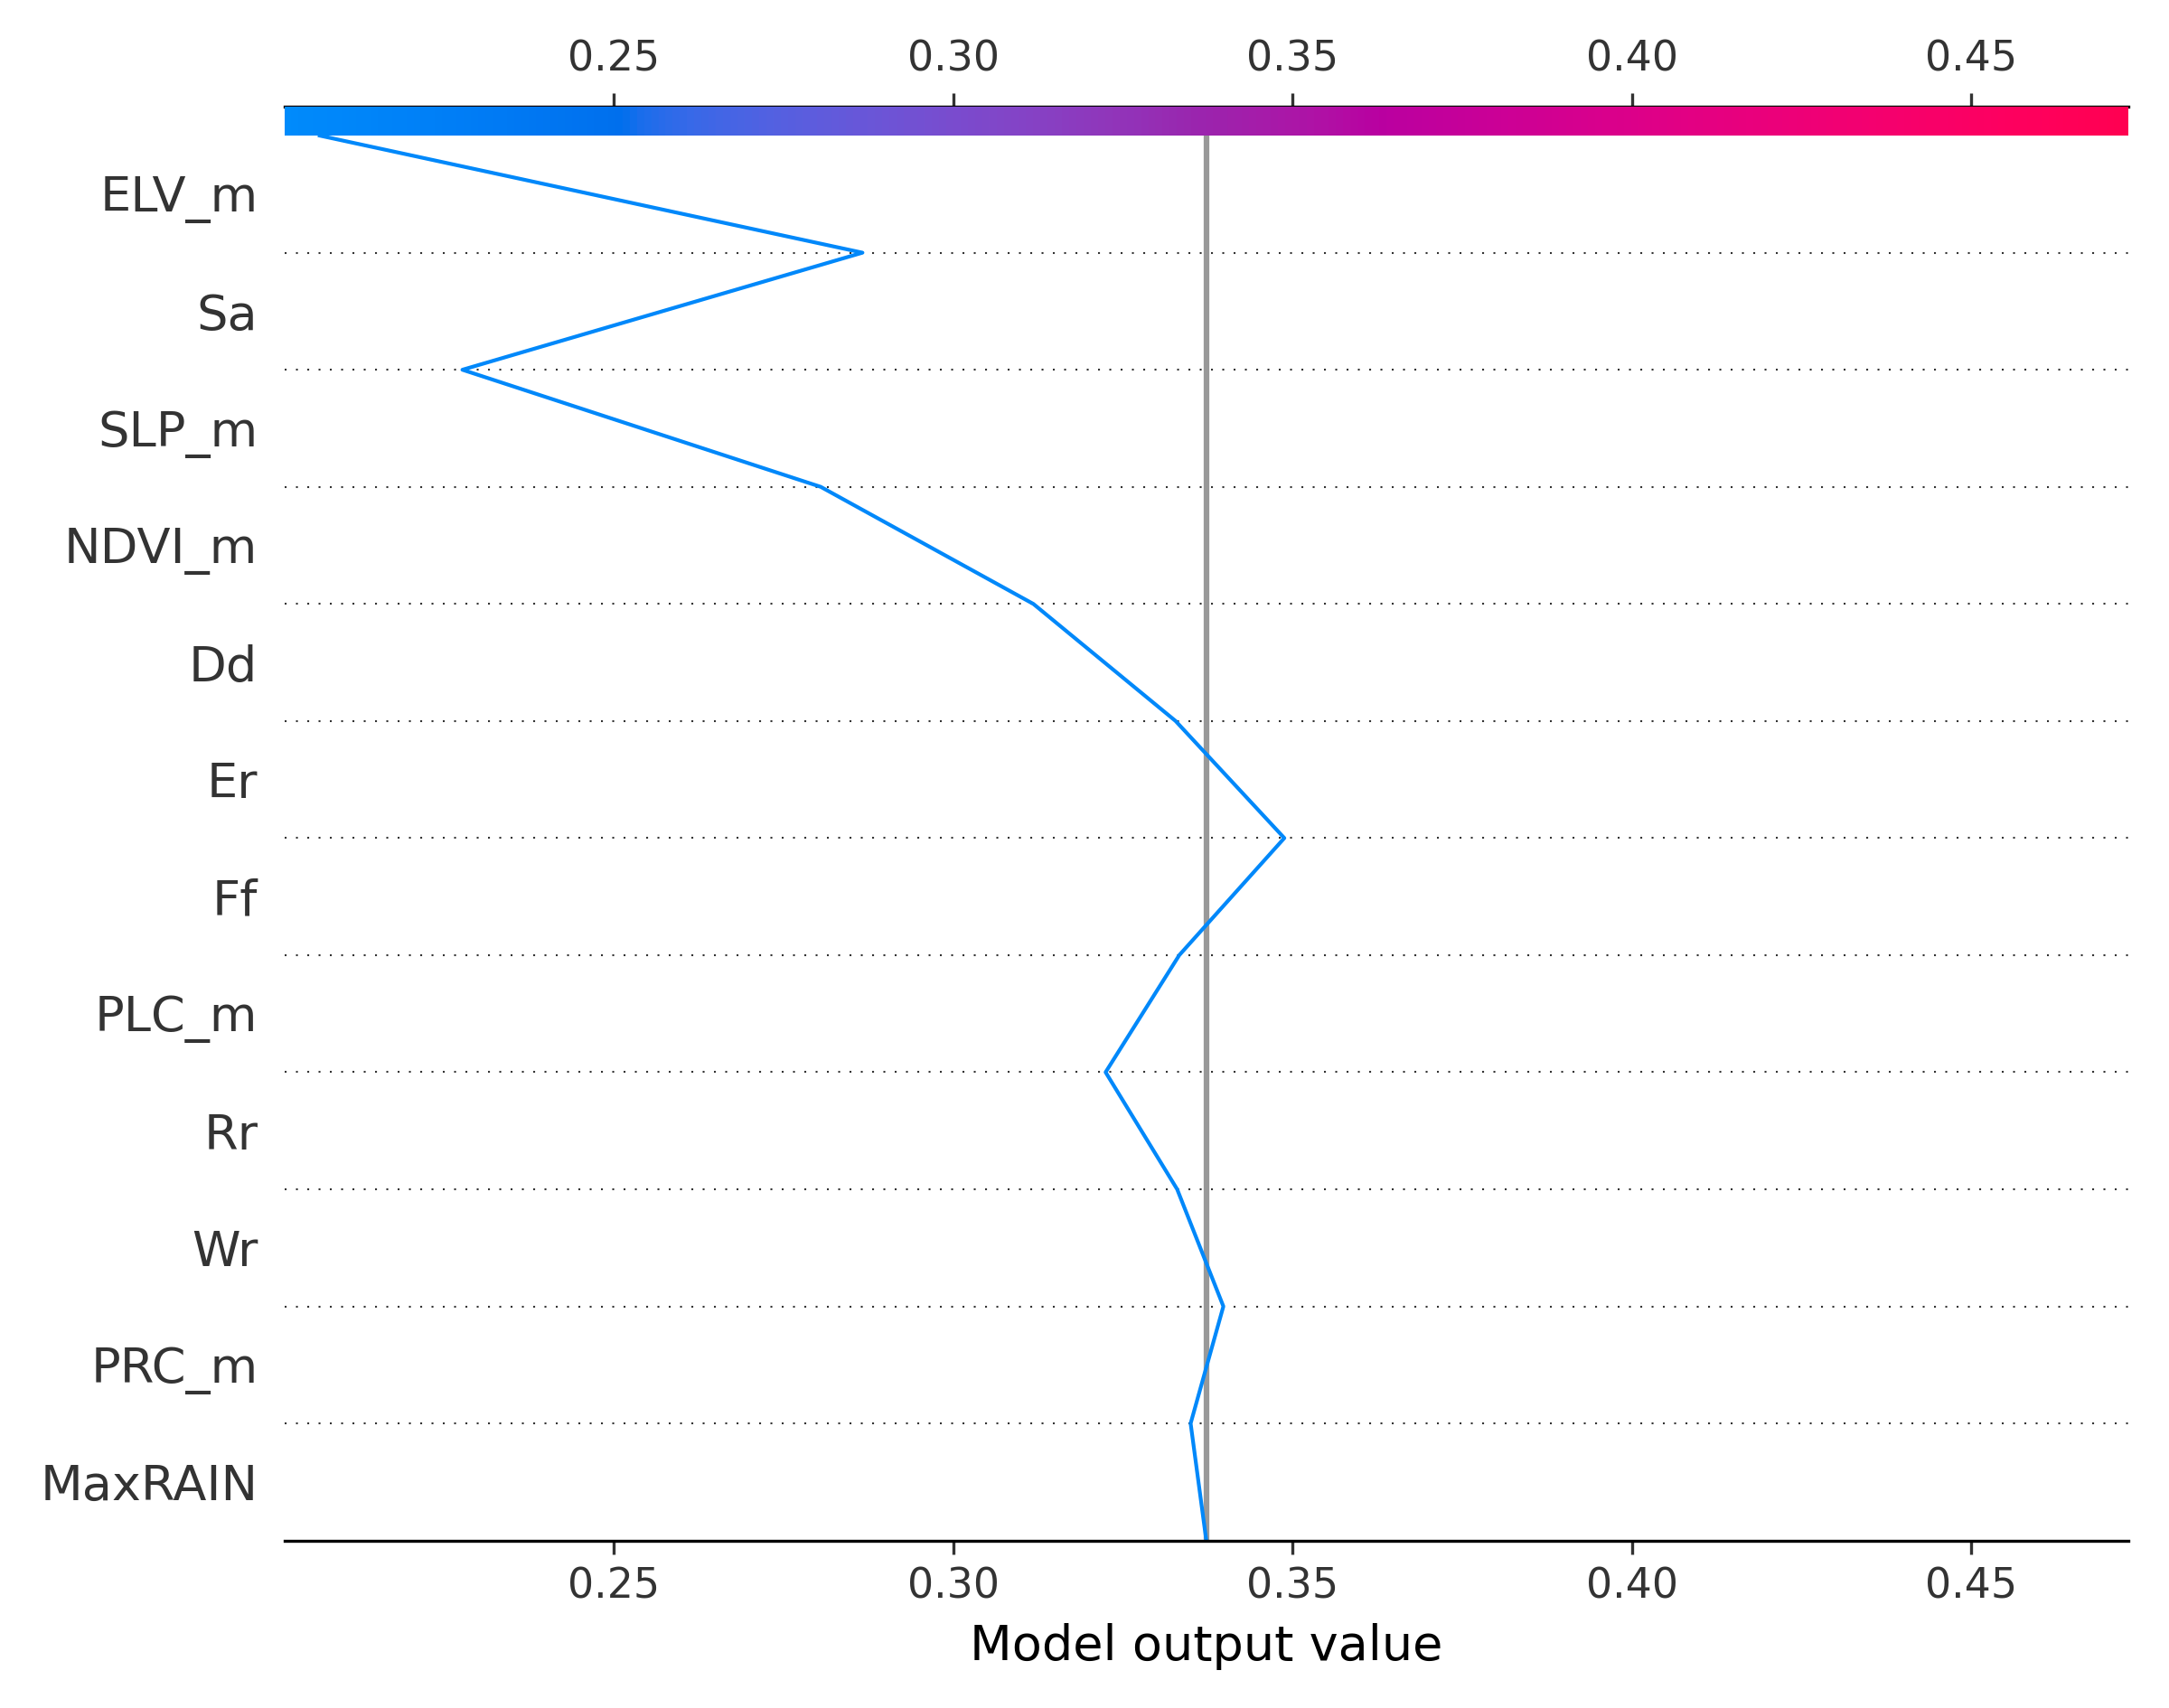 0.25 0.30 0.35 0.40 0.45
ELV_m
Sa
SLP_m
NDVI_m
Dd
Er
Ff
PLC_m
Rr
Wr
PRC_m
MaxRAIN
0.25 0.30 0.35 0.40 0.45
Model output value